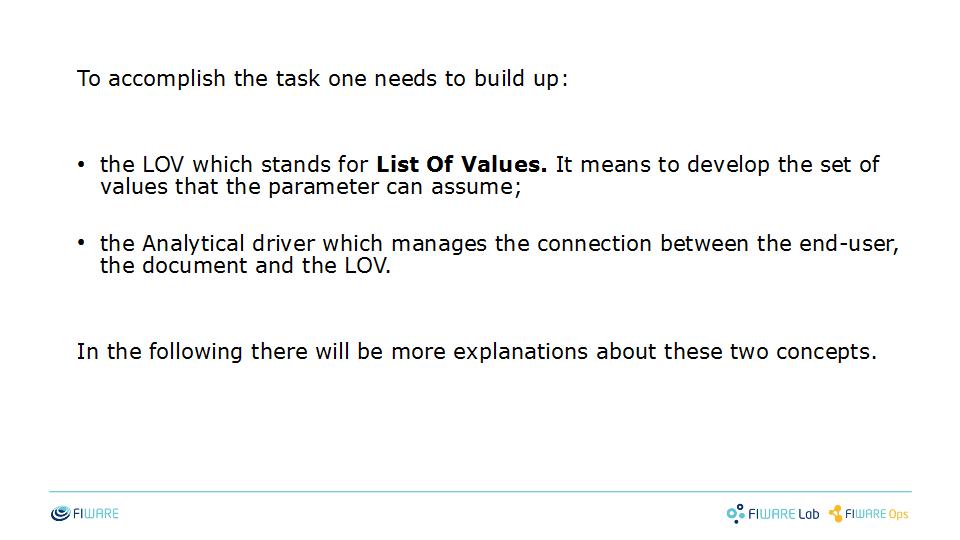 To accomplish the task one needs to build up:
• the LOV which stands for List Of Values. It means to develop the set of
values that the parameter can assume;
• the Analytical driver which manages the connection between the end-user,
the document and the LOV.
In the following there will be more explanations about these two concepts.
FIWARE
FIWARE Lab
FIWARE Ops